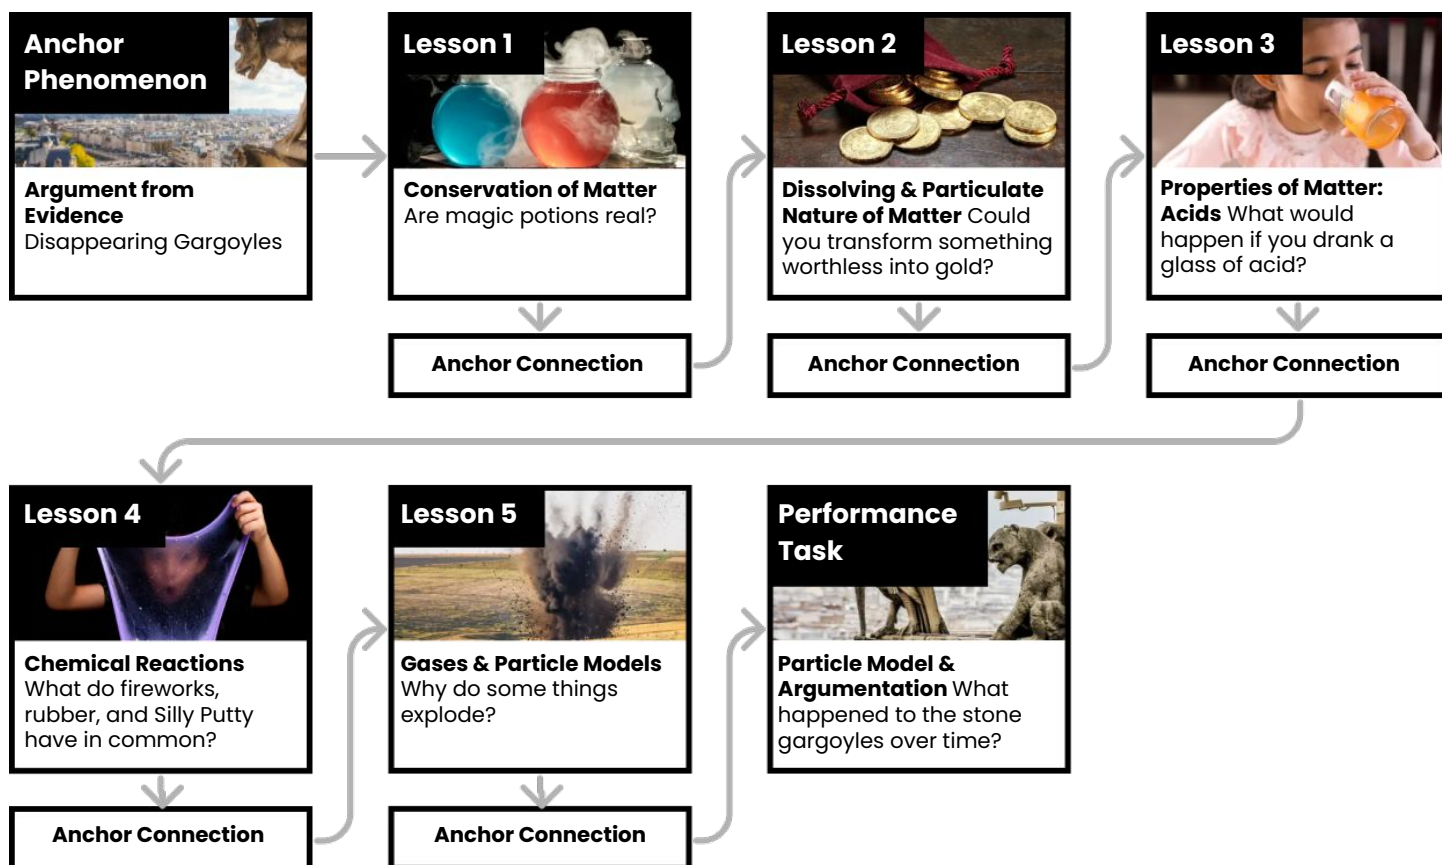 Anchor
Phenomenon
Argument from
Evidence
Disappearing Gargoyles
Lesson 1
Conservation of Matter
Are magic potions real?
Anchor Connection
Lesson 2
Dissolving & Particulate
Nature of Matter Could
you transform something
worthless into gold?
Anchor Connection
Lesson 3
Properties of Matter:
Acids What would
happen if you drank a
glass of acid?
Anchor Connection
Lesson 4
Chemical Reactions
What do fireworks,
rubber, and Silly Putty
have in common?
Anchor Connection
Lesson 5
Gases & Particle Models
Why do some things
explode?
Anchor Connection
Performance
Task
Particle Model &
Argumentation What
happened to the stone
gargoyles over time?